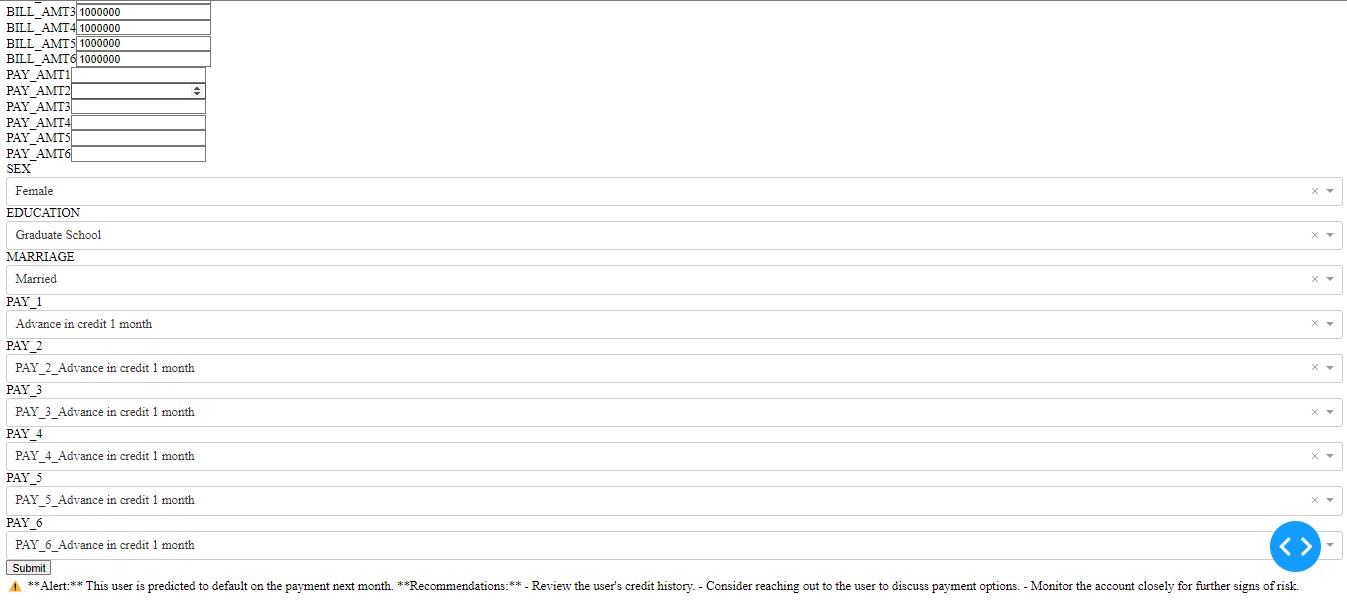 BILL_AMT3 1000000
BILL_AMT4 1000000
BILL_AMT5 1000000
BILL_AMT6 1000000
PAY_AMT1
PAY_AMT2
PAY_AMT3
PAY_AMT4
PAY_AMT5
PAY_AMT6
SEX
Female
EDUCATION
Graduate School
MARRIAGE
Married
PAY_1
Advance in credit 1 month
PAY_2
PAY_2_Advance in credit 1 month
PAY_3
PAY_3_Advance in credit 1 month
PAY_4
PAY_4_Advance in credit 1 month
PAY_5
PAY_5_Advance in credit 1 month
PAY_6
PAY_6_Advance in credit 1 month
Submit
⚠️ **Alert:** This user is predicted to default on the payment next month. **Recommendations:** - Review the user's credit history. - Consider reaching out to the user to discuss payment options. - Monitor the account closely for further signs of risk.